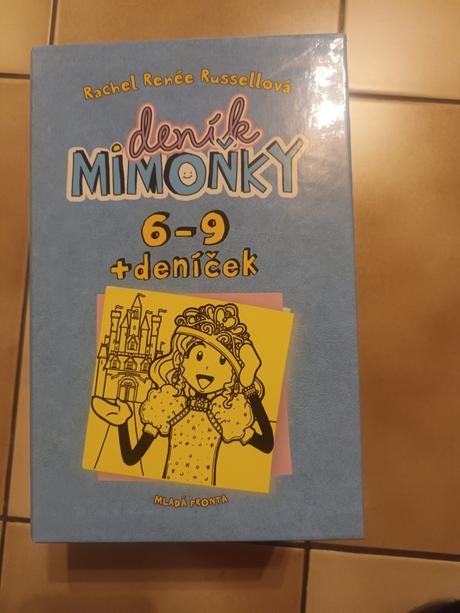 Rachel Renée Russellová
deník
MiMOŇKY
6-9
+deníček
MLADÁ FRONTA